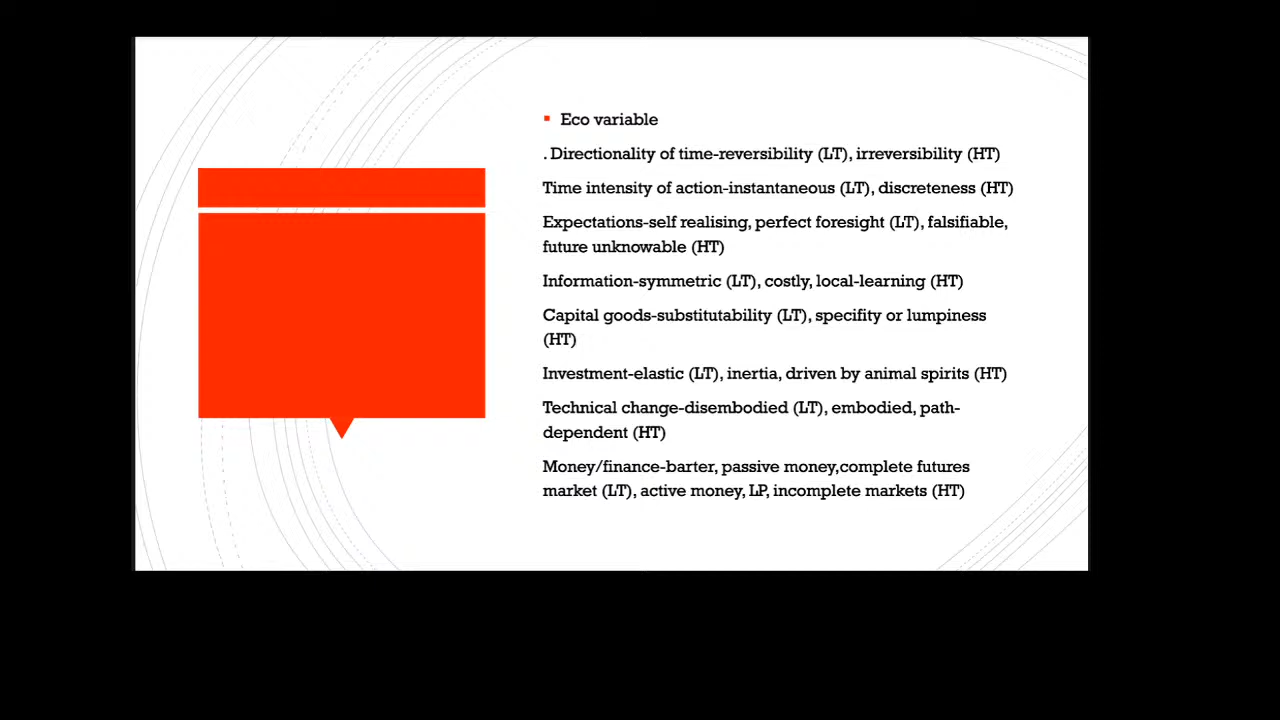 Eco variable
. Directionality of time-reversibility (LT), irreversibility (HT)
Time intensity of action-instantaneous (LT), discreteness (HT)
Expectations-self realising, perfect foresight (LT), falsifiable,
future unknowable (HT)
Information-symmetric (LT), costly, local-learning (HT)
Capital goods-substitutability (LT), specifity or lumpiness
(HT)
Investment-elastic (LT), inertia, driven by animal spirits (HT)
Technical change-disembodied (LT), embodied, path-
dependent (HT)
Money/finance-barter, passive money,complete futures
market (LT), active money, LP, incomplete markets (HT)